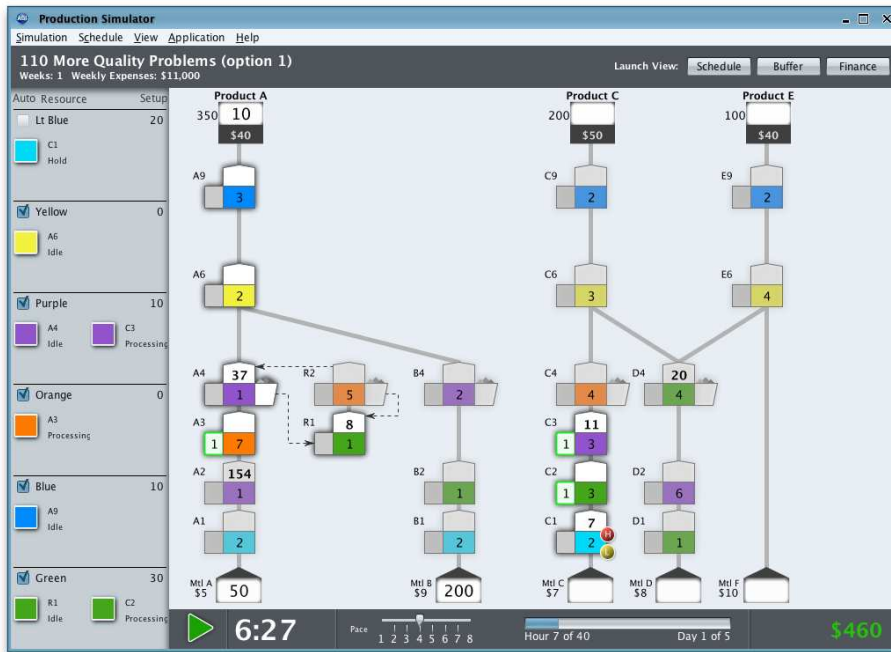 Production Simulator
Simulation Schedule View Application Help
110 More Quality Problems (option 1)
Weeks: 1 Weekly Expenses: $11,000
Launch View: Schedule Buffer Finance
Auto Resource Setup
Lt Blue 20
C1
Hold
Yellow 0
A6
Idle
Purple 10
A4 C3
Idle Processing
Orange 0
A3
Processing
Blue 10
A9
Idle
Green 30
R1 C2
Idle Processing
Product A Product C Product E
350 10 200 100
$40 $50 $40
A9 C9 E9
3 2 2
A6 C6 E6
2 3 4
A4 37 R2 B4 C4 D4 20
1 5 2 4 4
A3 R1 8 C3 11
1 7 1 1 3
A2 154 B2 C2 D2
1 1 1 3 6
A1 B1 C1 7 D1
2 2 2 H L 1
Mtl A Mtl B Mtl C Mtl D Mtl F
$5 50 $9 200 $7 $8 $10
6:27
Pace
1 2 3 4 5 6 7 8
Hour 7 of 40 Day 1 of 5
$460